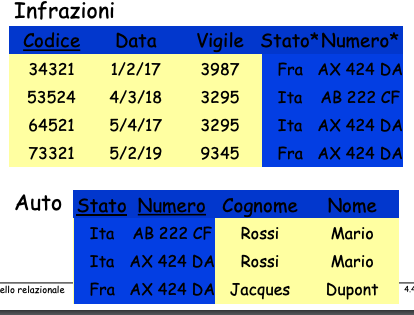 Infrazioni
Codice Data Vigile Stato* Numero*
34321 1/2/17 3987 Fra AX 424 DA
53524 4/3/18 3295 Ita AB 222 CF
64521 5/4/17 3295 Ita AX 424 DA
73321 5/2/19 9345 Fra AX 424 DA
Auto Stato Numero Cognome Nome
Ita AB 222 CF Rossi Mario
Ita AX 424 DA Rossi Mario
ello relazionale Fra AX 424 DA Jacques Dupont 4.4